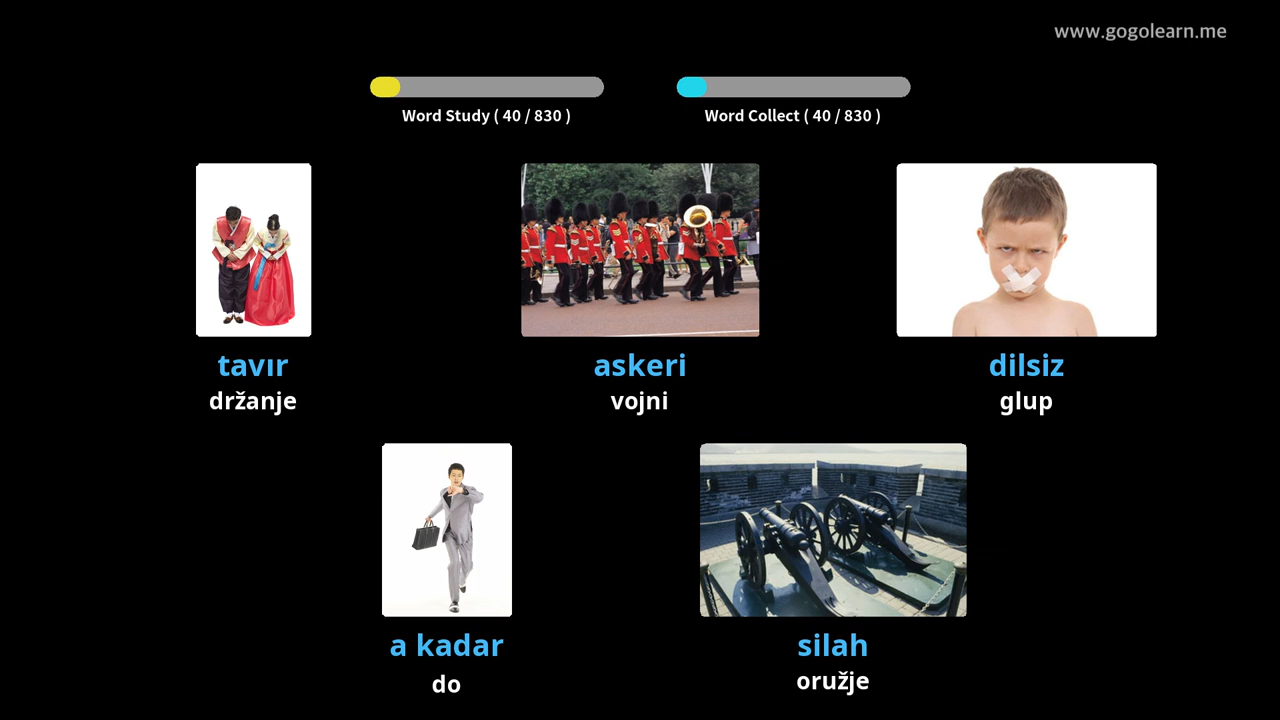 www.gogolearn.me
Word Study ( 40 / 830 )
Word Collect ( 40 / 830 )
tavır
držanje
askeri
vojni
dilsiz
glup
a kadar
do
silah
oružje